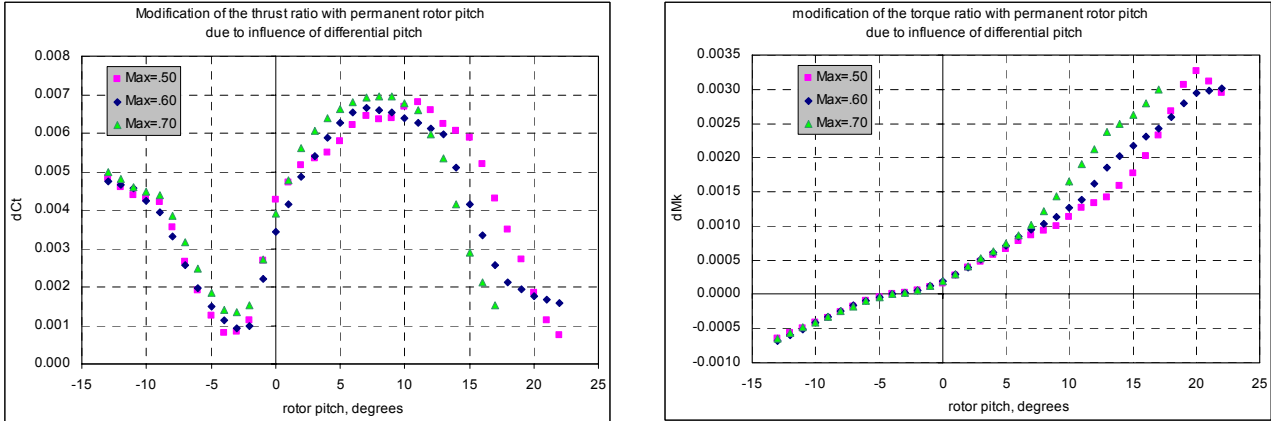 Modification of the thrust ratio with permanent rotor pitch
due to influence of differential pitch
0.008
0.007
0.006
0.005
0.004
0.003
0.002
0.001
0.000
dCt
Max=.50
Max=.60
Max=.70
-15 -10 -5 0 5 10 15 20 25
rotor pitch, degrees
modification of the torque ratio with permanent rotor pitch
due to influence of differential pitch
0.0035
0.0030
0.0025
0.0020
0.0015
0.0010
0.0005
0.0000
-0.0005
-0.0010
dMk
Max=.50
Max=.60
Max=.70
-15 -10 -5 0 5 10 15 20 25
rotor pitch, degrees